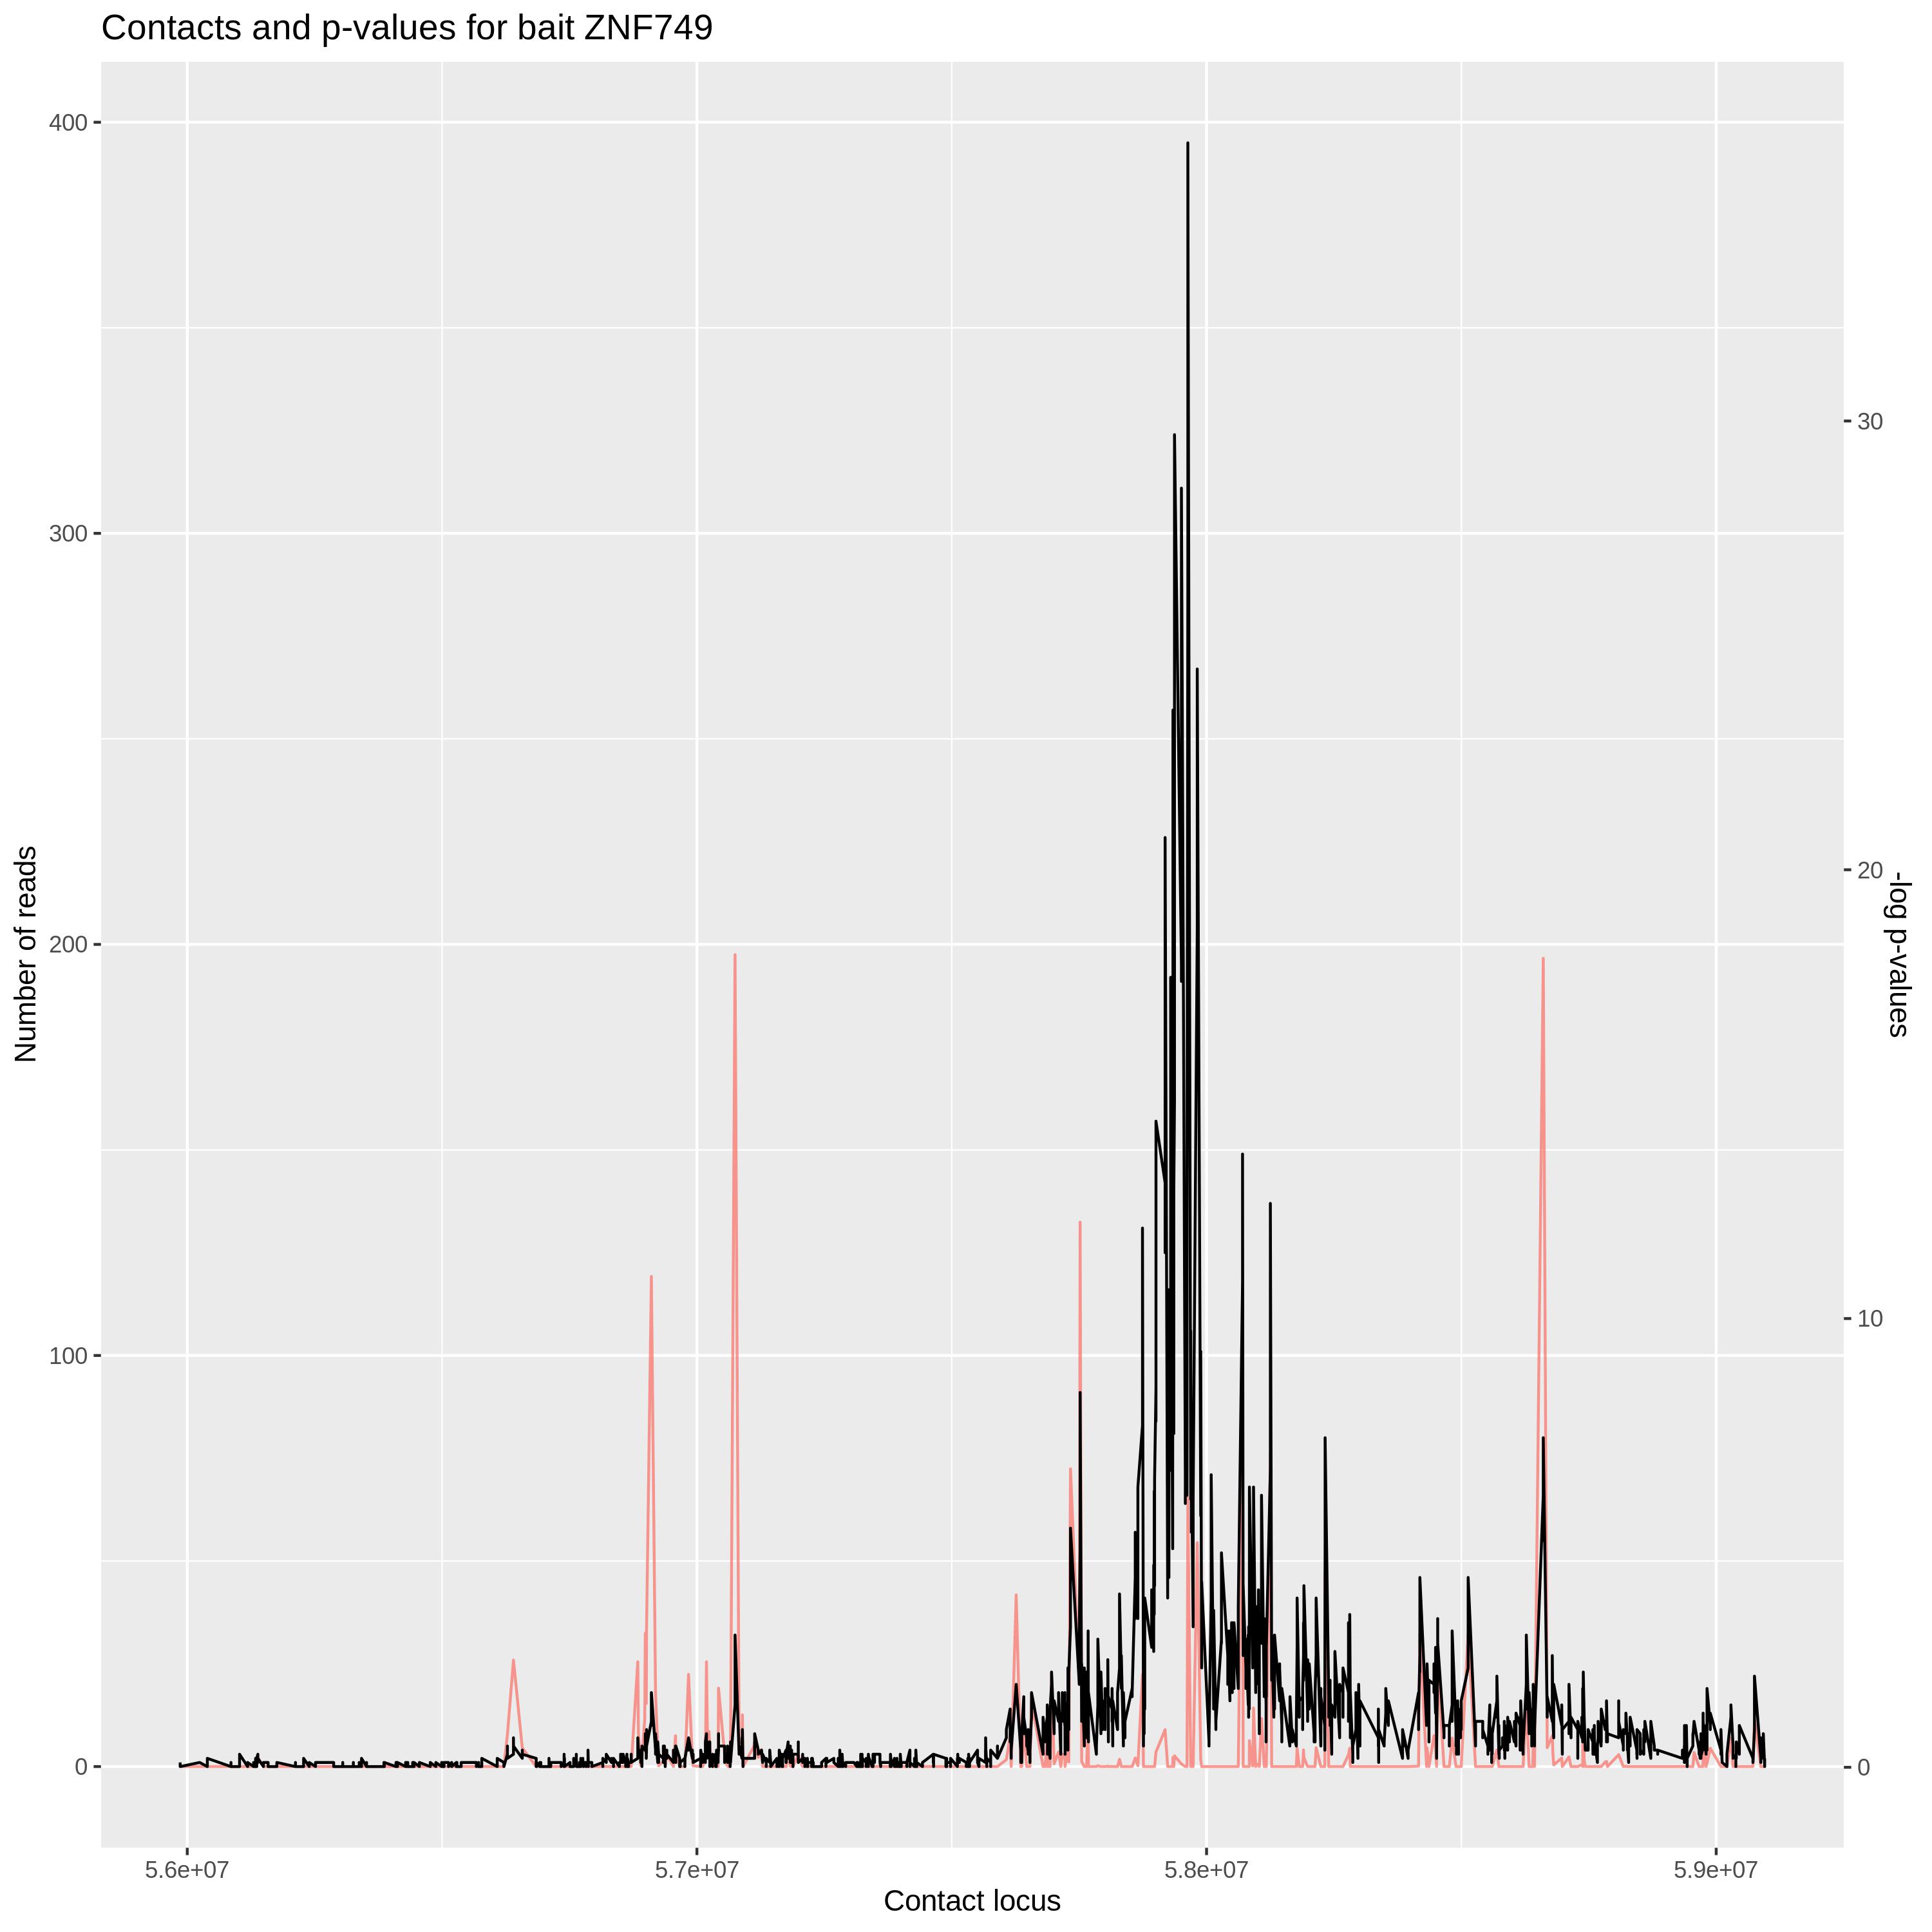 Contacts and p-values for bait ZNF749
400
300
200
100
0
Number of reads
30
20
10
0
-log p-values
5.6e+07
5.7e+07
5.8e+07
5.9e+07
Contact locus